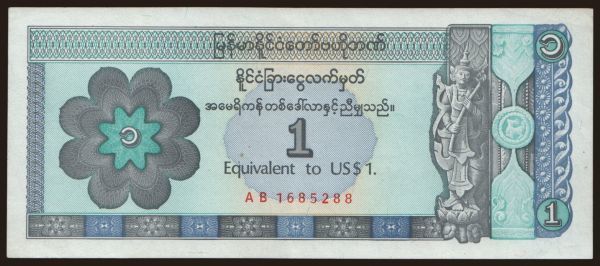 မြန်မာနိုင်ငံတော်ဗဟိုဘဏ်
နိုင်ငံခြားငွေလက်မှတ်
အမေရိကန်တစ်ဒေါ်လာနှင့်ညီမျှသည်။
၁
၁
1
Equivalent to US$ 1.
AB 1685288
1